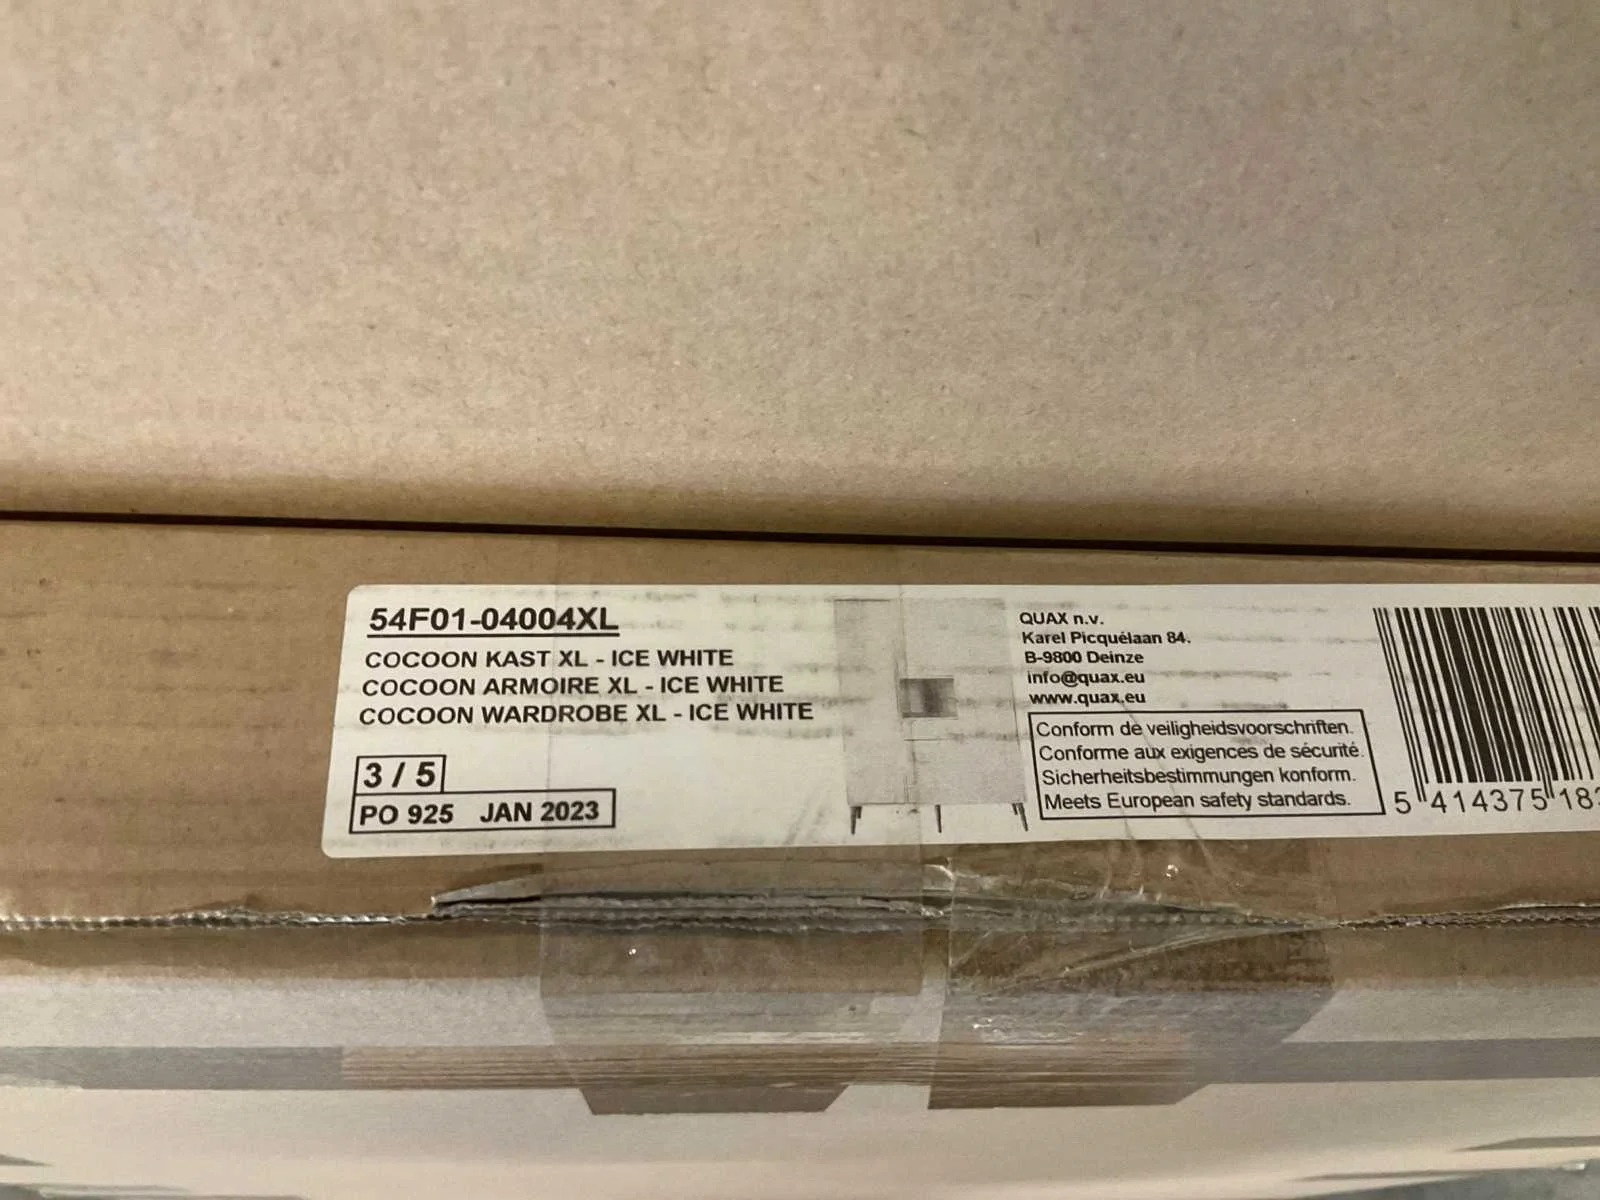 54F01-04004XL
COCOON KAST XL - ICE WHITE
COCOON ARMOIRE XL - ICE WHITE
COCOON WARDROBE XL - ICE WHITE
3 / 5
PO 925 JAN 2023
QUAX n.v.
Karel Picquélaan 84.
B-9800 Deinze
info@quax.eu
www.quax.eu
Conform de veiligheidsvoorschriften.
Conforme aux exigences de sécurité.
Sicherheitsbestimmungen konform.
Meets European safety standards.
5 414375 18